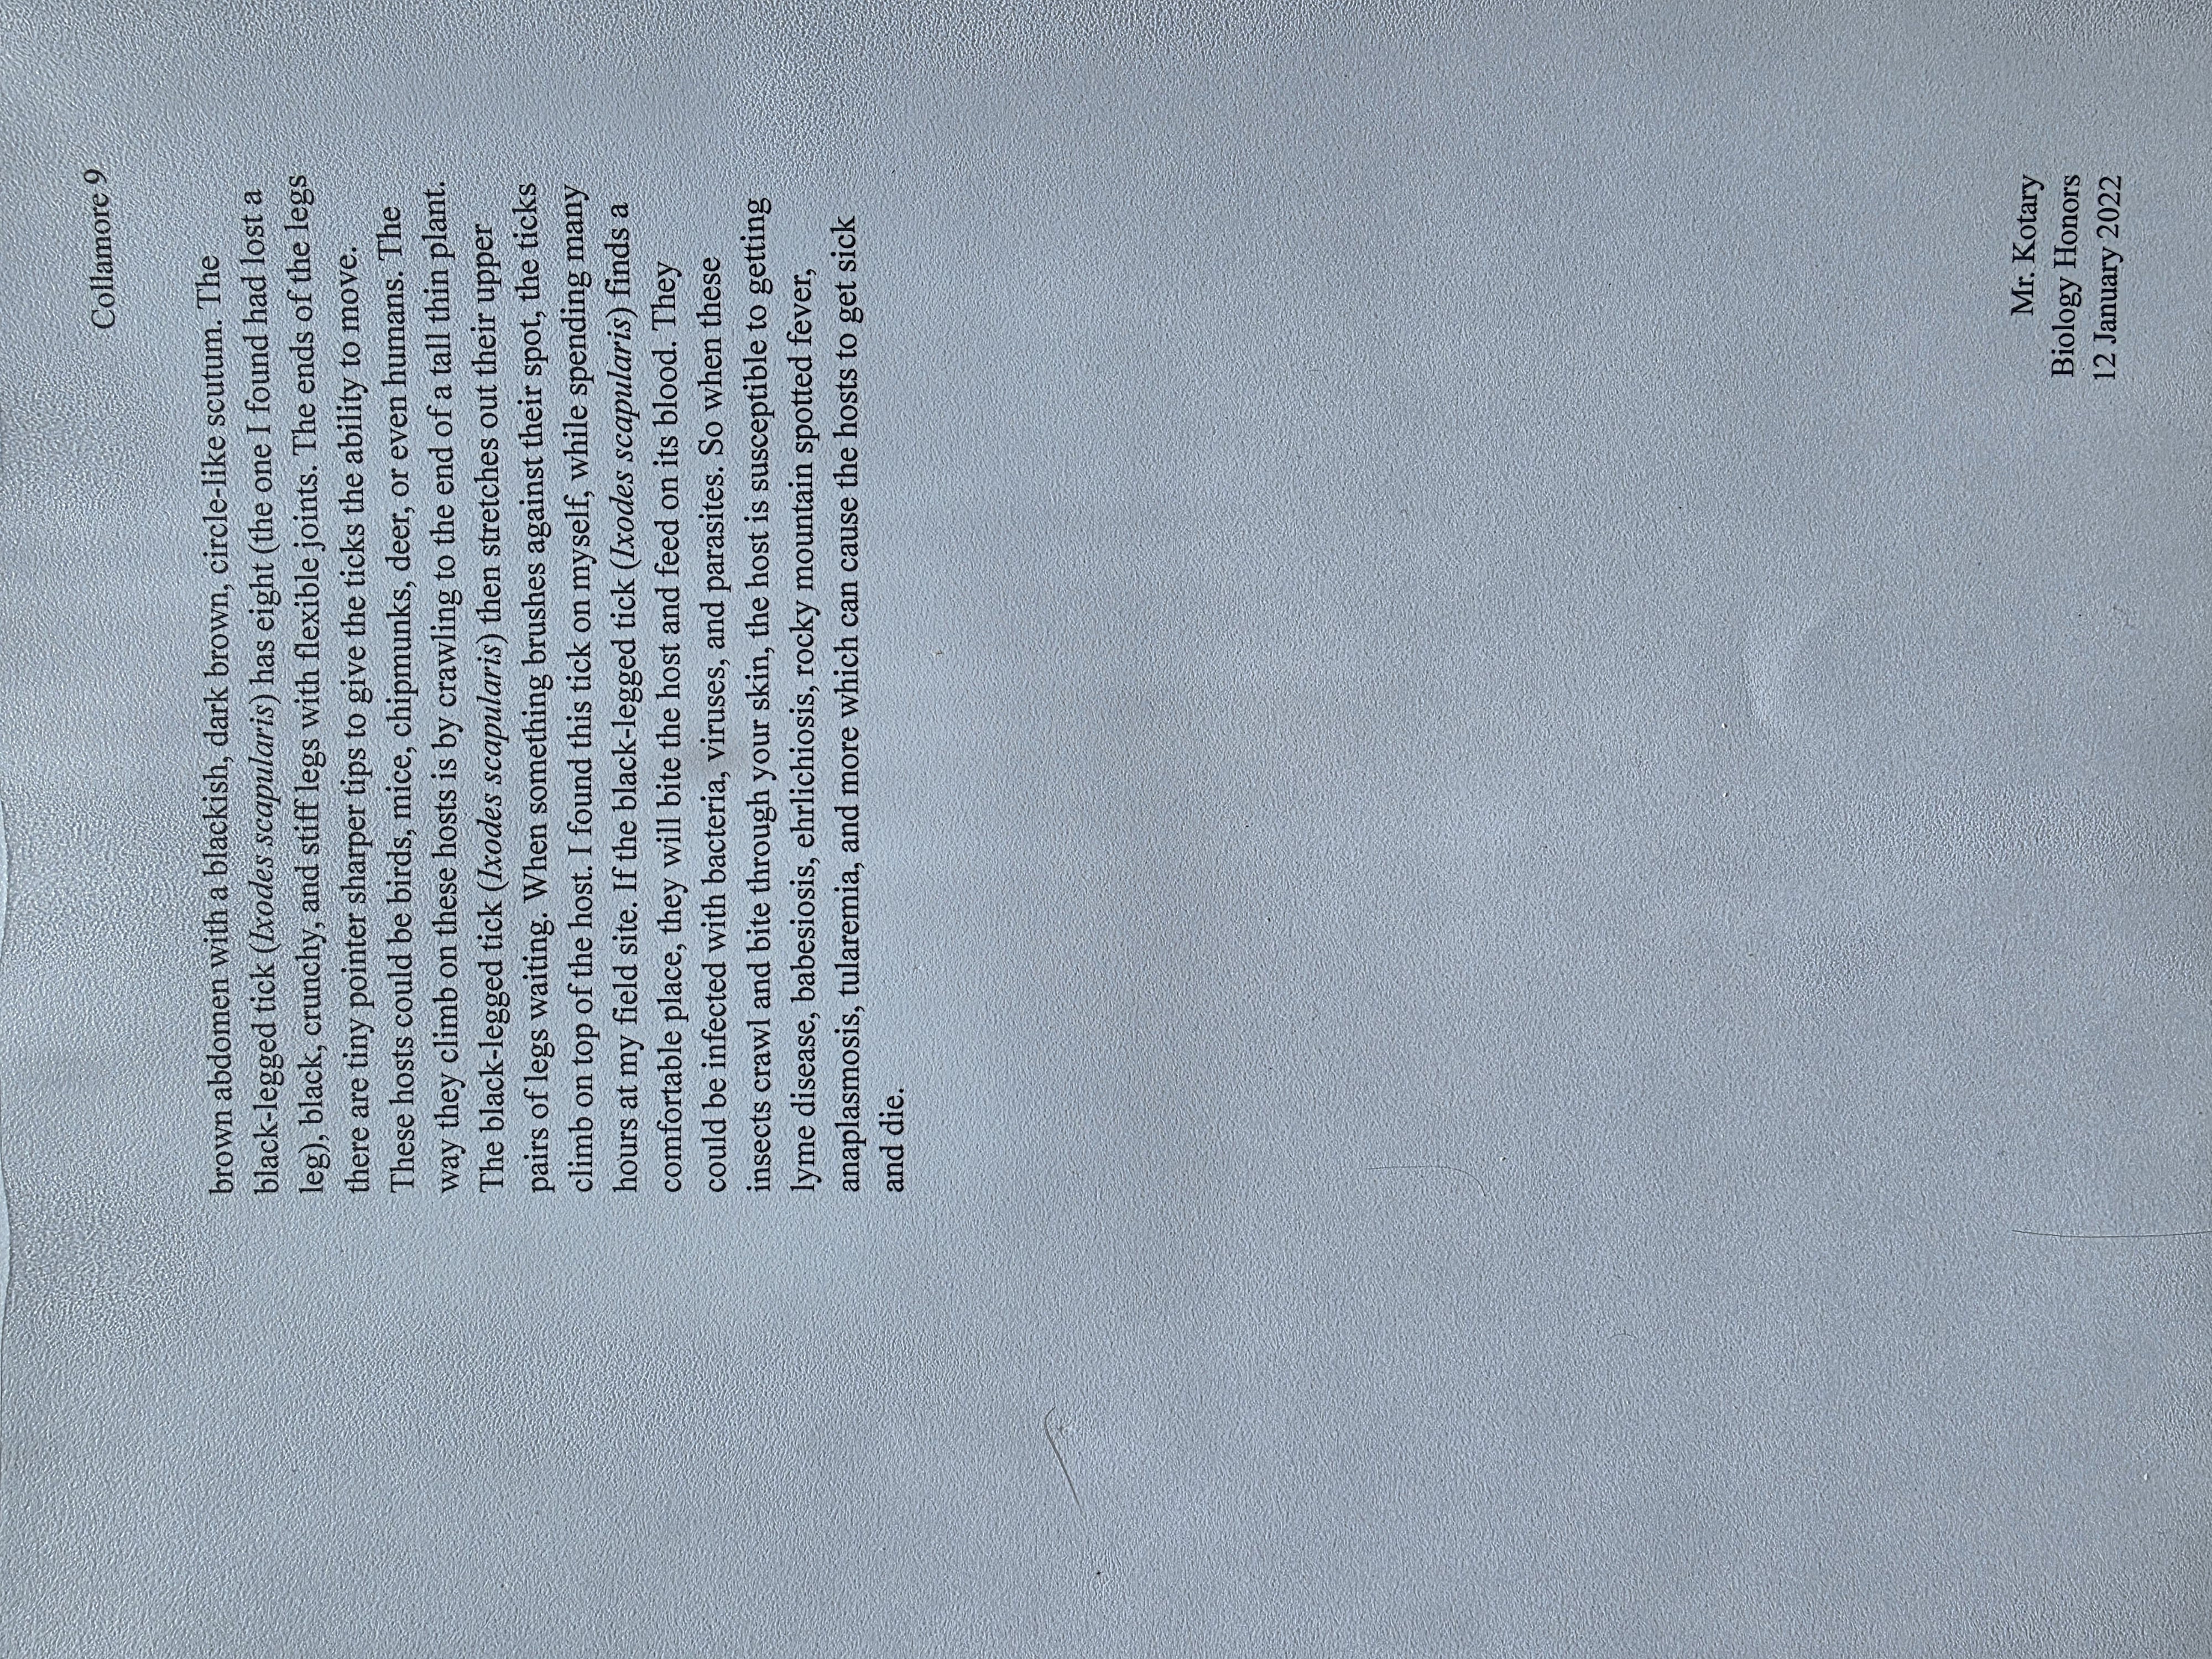 Collamore 9
brown abdomen with a blackish, dark brown, circle-like scutum. The
black-legged tick (Ixodes scapularis) has eight (the one I found had lost a
leg), black, crunchy, and stiff legs with flexible joints. The ends of the legs
there are tiny pointer sharper tips to give the ticks the ability to move.
These hosts could be birds, mice, chipmunks, deer, or even humans. The
way they climb on these hosts is by crawling to the end of a tall thin plant.
The black-legged tick (Ixodes scapularis) then stretches out their upper
pairs of legs waiting. When something brushes against their spot, the ticks
climb on top of the host. I found this tick on myself, while spending many
hours at my field site. If the black-legged tick (Ixodes scapularis) finds a
comfortable place, they will bite the host and feed on its blood. They
could be infected with bacteria, viruses, and parasites. So when these
insects crawl and bite through your skin, the host is susceptible to getting
lyme disease, babesiosis, ehrlichiosis, rocky mountain spotted fever,
anaplasmosis, tularemia, and more which can cause the hosts to get sick
and die.
Mr. Kotary
Biology Honors
12 January 2022